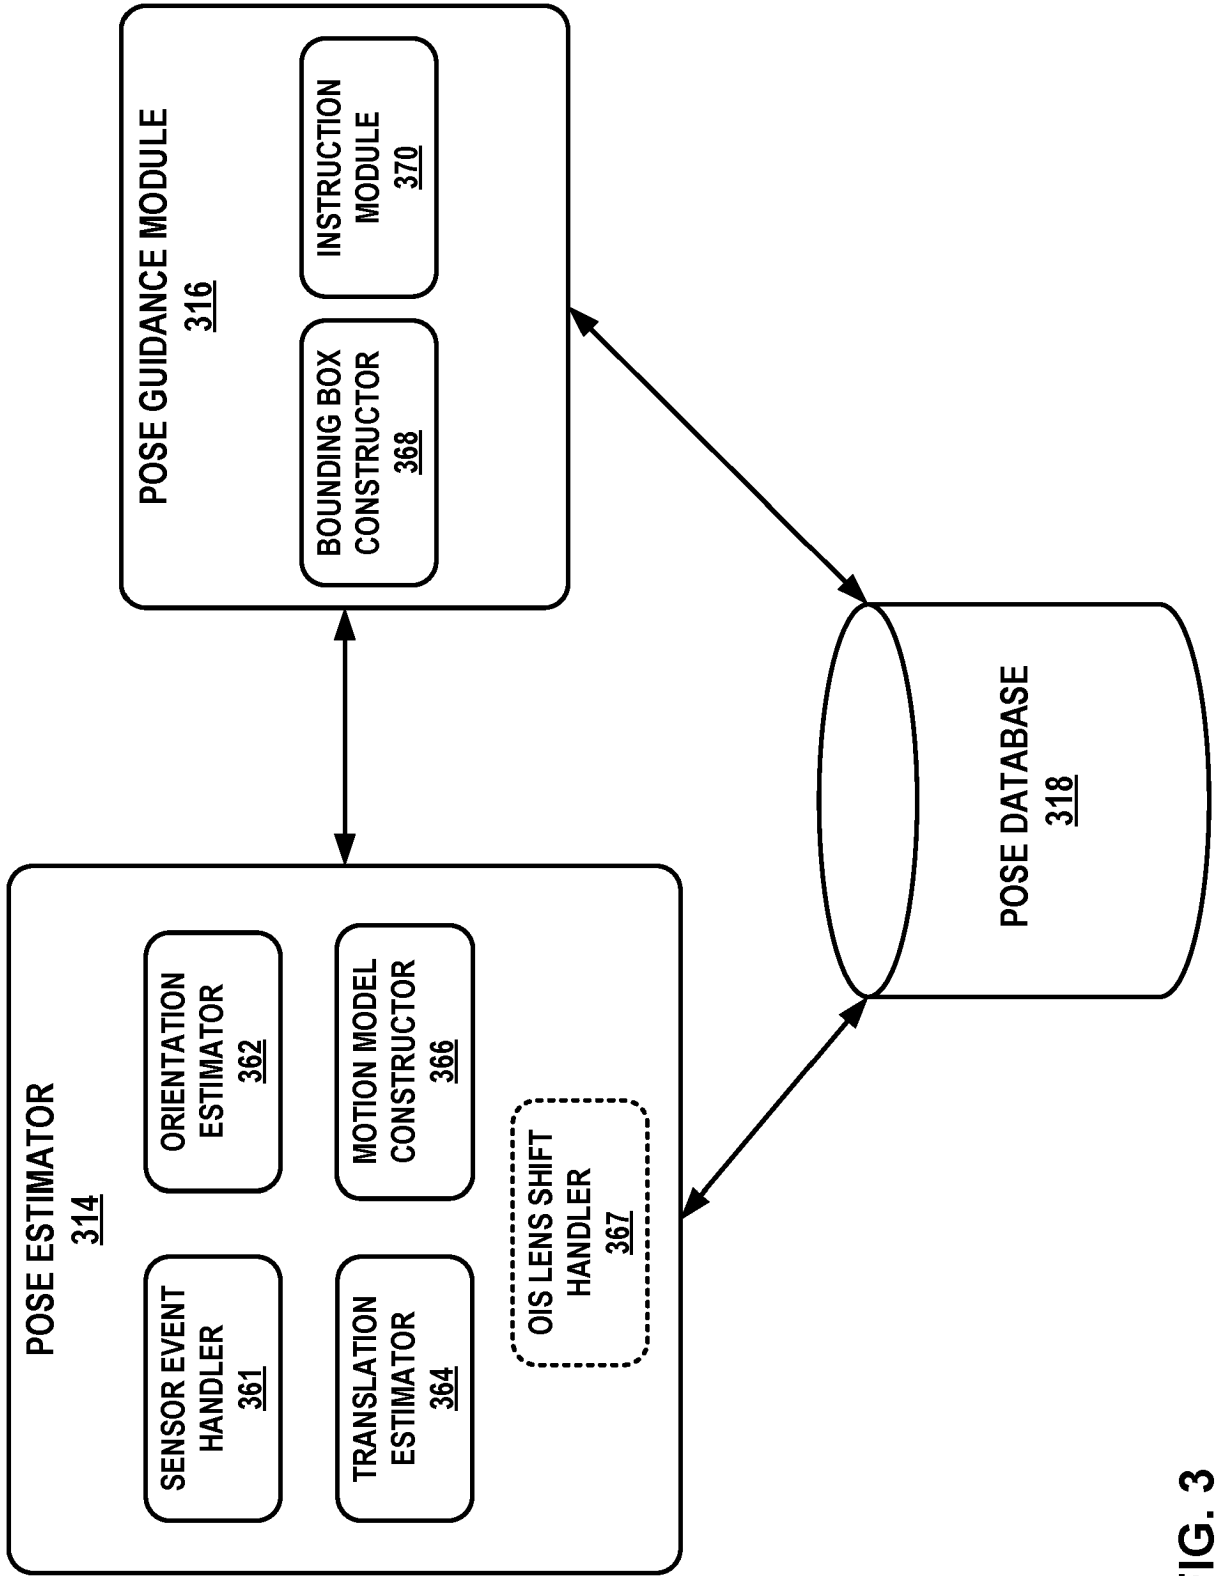 POSE ESTIMATOR
314
SENSOR EVENT
HANDLER
361
ORIENTATION
ESTIMATOR
362
TRANSLATION
ESTIMATOR
364
MOTION MODEL
CONSTRUCTOR
366
OIS LENS SHIFT
HANDLER
367
POSE GUIDANCE MODULE
316
BOUNDING BOX
CONSTRUCTOR
368
INSTRUCTION
MODULE
370
POSE DATABASE
318
FIG. 3